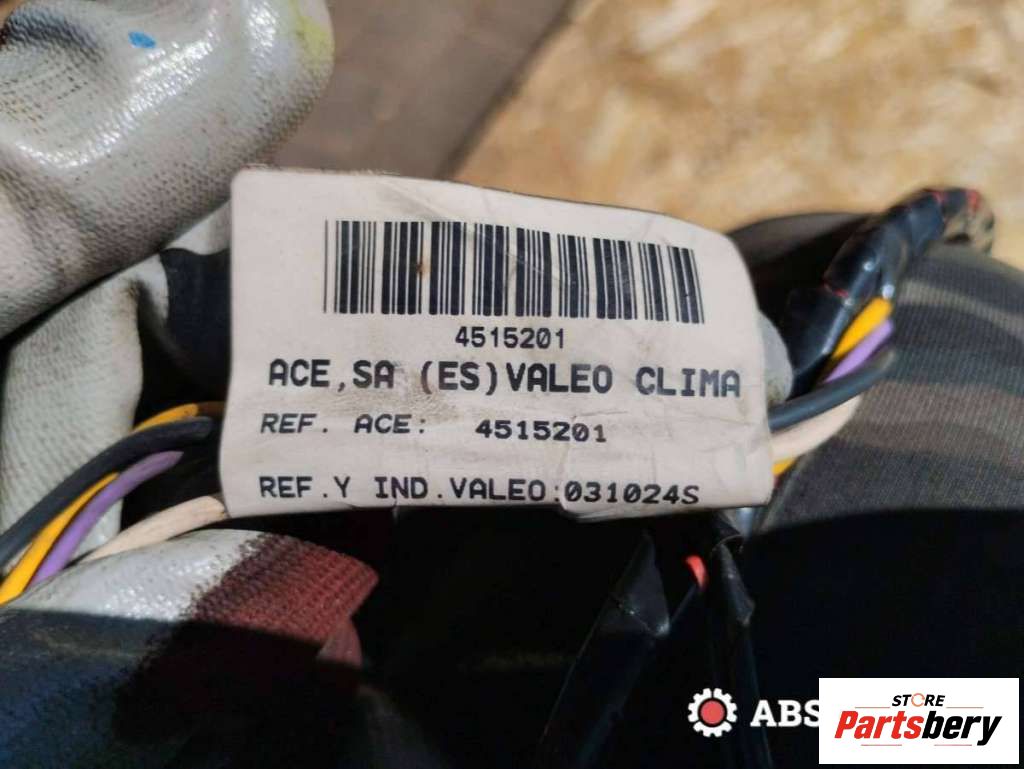 4515201
ACE,SA (ES)VALEO CLIMA
REF. ACE: 4515201
REF.Y IND.VALEO:031024S
ABS
STORE
Partsbery